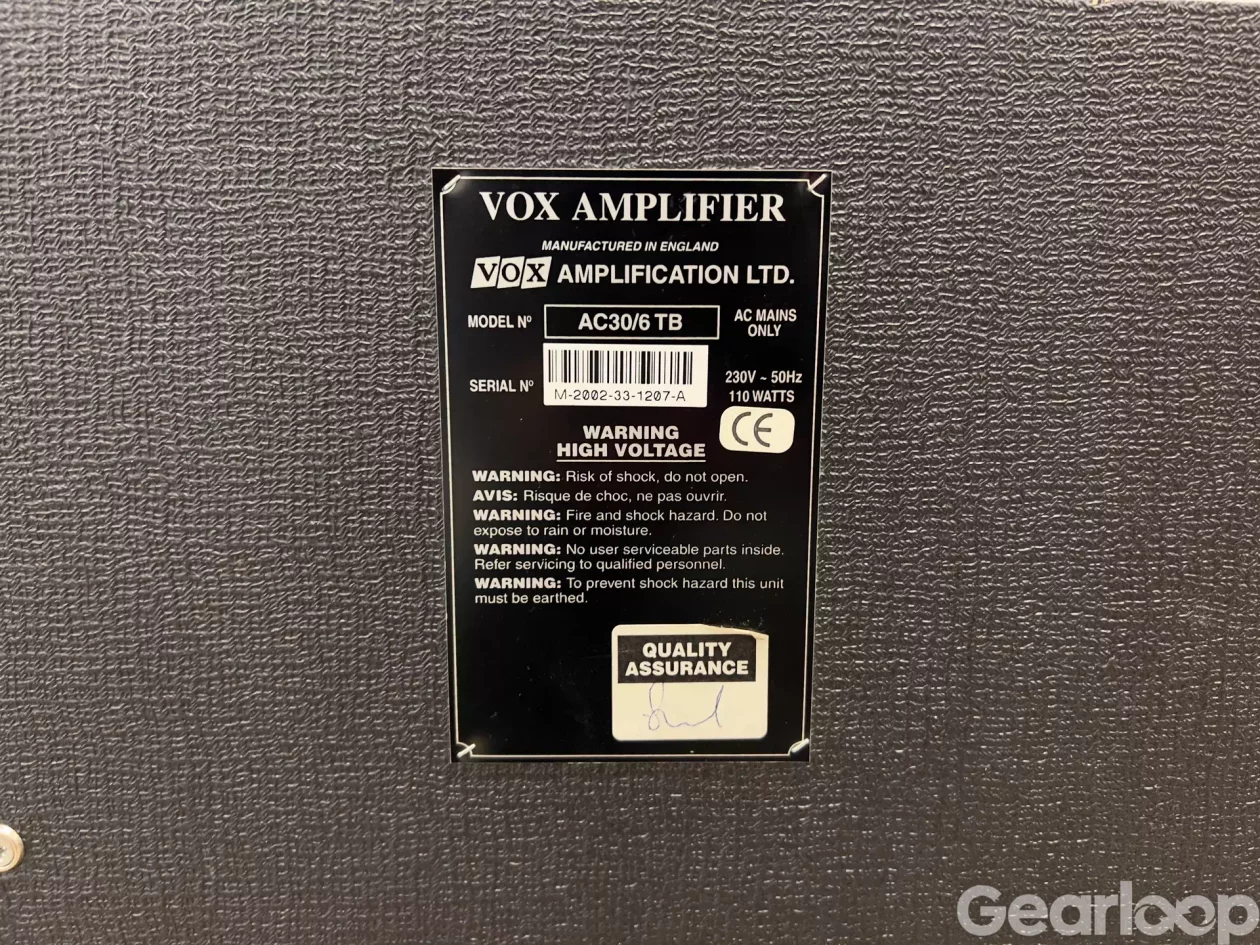 VOX AMPLIFIER
MANUFACTURED IN ENGLAND
VOX AMPLIFICATION LTD.
MODEL Nº AC30/6 TB AC MAINS
ONLY
SERIAL Nº M-2002-33-1207-A
230V ~ 50Hz
110 WATTS
CE
WARNING
HIGH VOLTAGE
WARNING: Risk of shock, do not open.
AVIS: Risque de choc, ne pas ouvrir.
WARNING: Fire and shock hazard. Do not
expose to rain or moisture.
WARNING: No user serviceable parts inside.
Refer servicing to qualified personnel.
WARNING: To prevent shock hazard this unit
must be earthed.
QUALITY
ASSURANCE
Gearloop